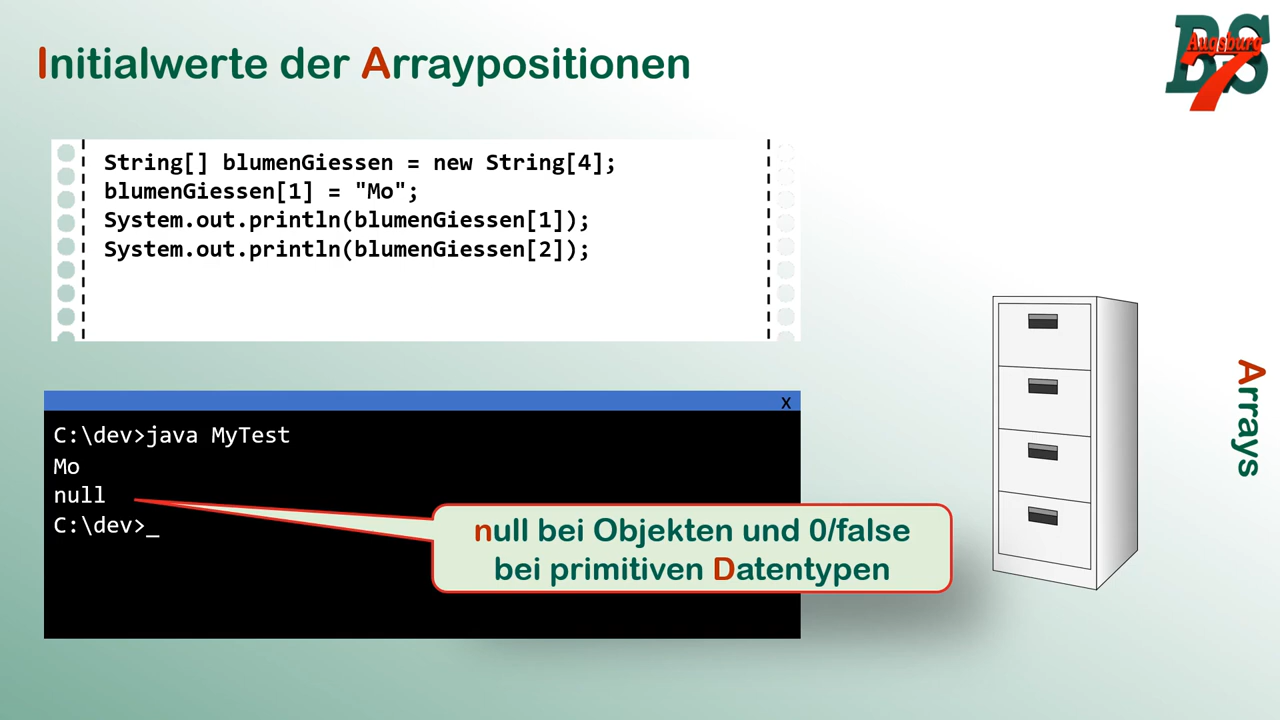 Initialwerte der Arraypositionen
BS
Augsburg
7
String[] blumenGiessen = new String[4];
blumenGiessen[1] = "Mo";
System.out.println(blumenGiessen[1]);
System.out.println(blumenGiessen[2]);
Arrays
X
C:\dev>java MyTest
Mo
null
C:\dev>_
null bei Objekten und 0/false
bei primitiven Datentypen